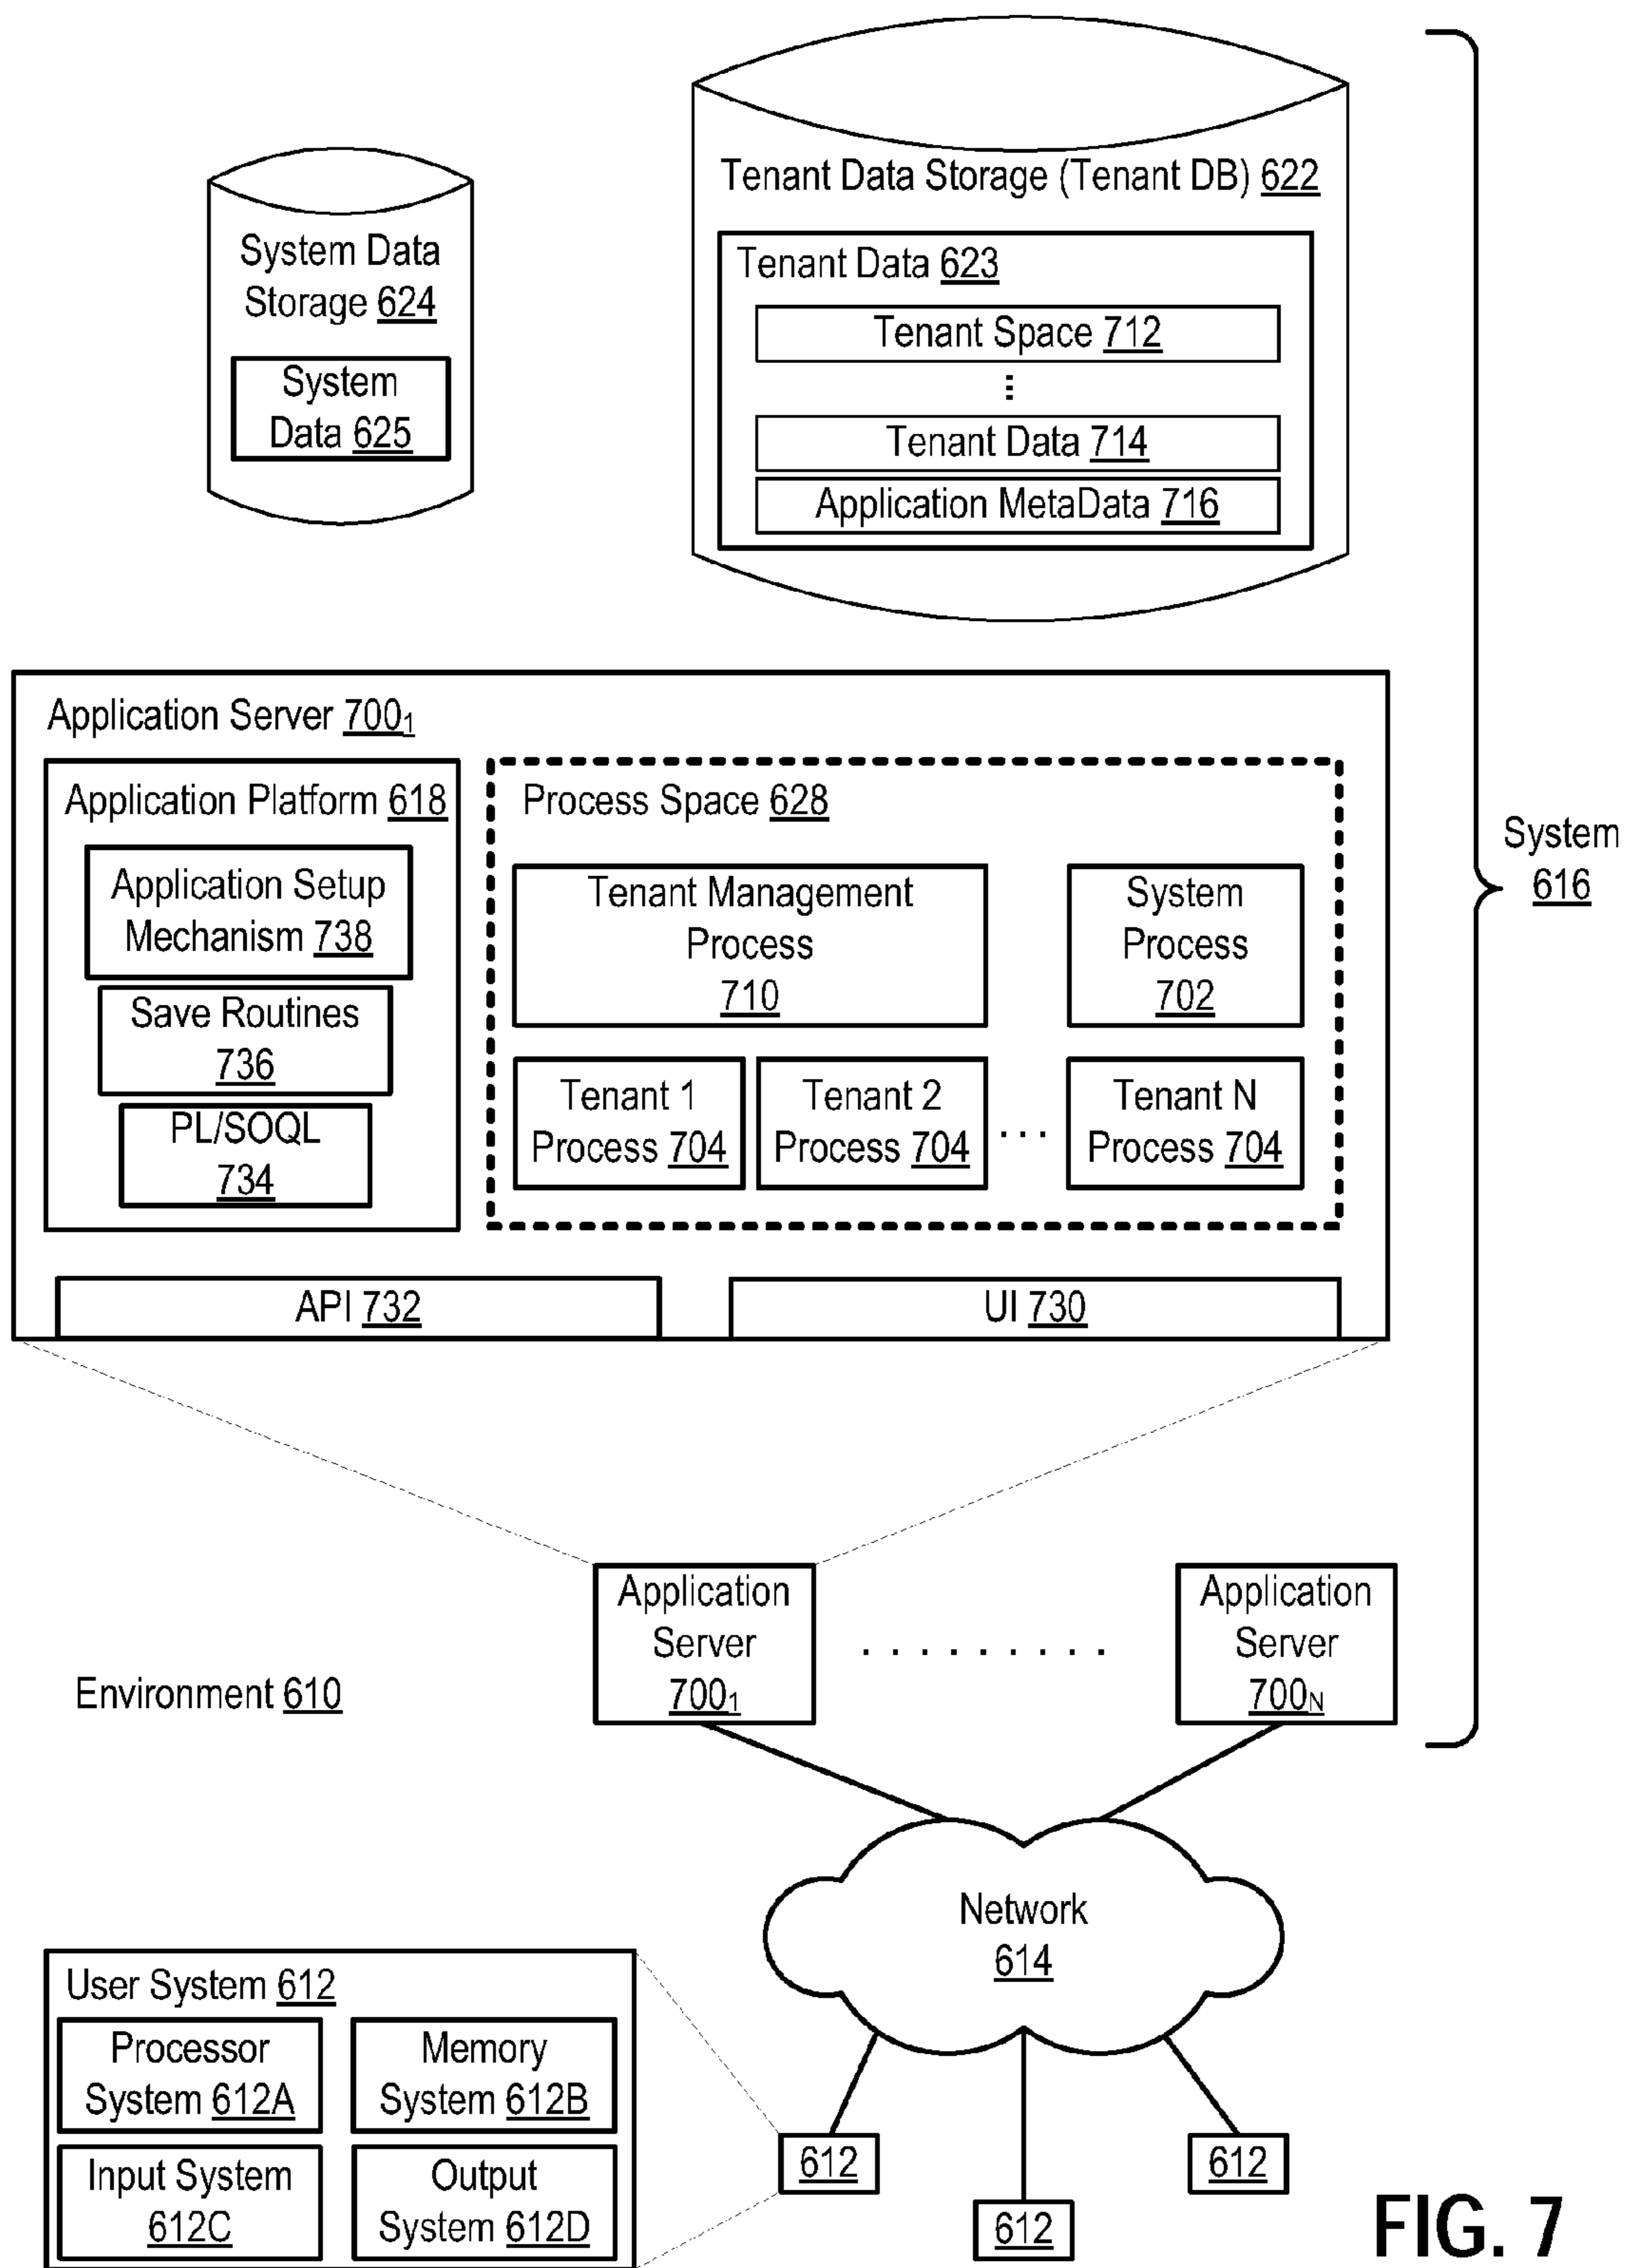 Tenant Data Storage (Tenant DB) 622
System Data
Storage 624
System
Data 625
Tenant Data 623
Tenant Space 712
Tenant Data 714
Application MetaData 716
System
616
Application Server 700₁
Application Platform 618
Application Setup
Mechanism 738
Save Routines
736
PL/SOQL
734
Process Space 628
Tenant Management
Process
710
System
Process
702
Tenant 1
Process 704
Tenant 2
Process 704
...
Tenant N
Process 704
API 732
UI 730
Environment 610
Application
Server
700₁
.........
Application
Server
700N
Network
614
User System 612
Processor
System 612A
Memory
System 612B
Input System
612C
Output
System 612D
612
612
612
FIG. 7